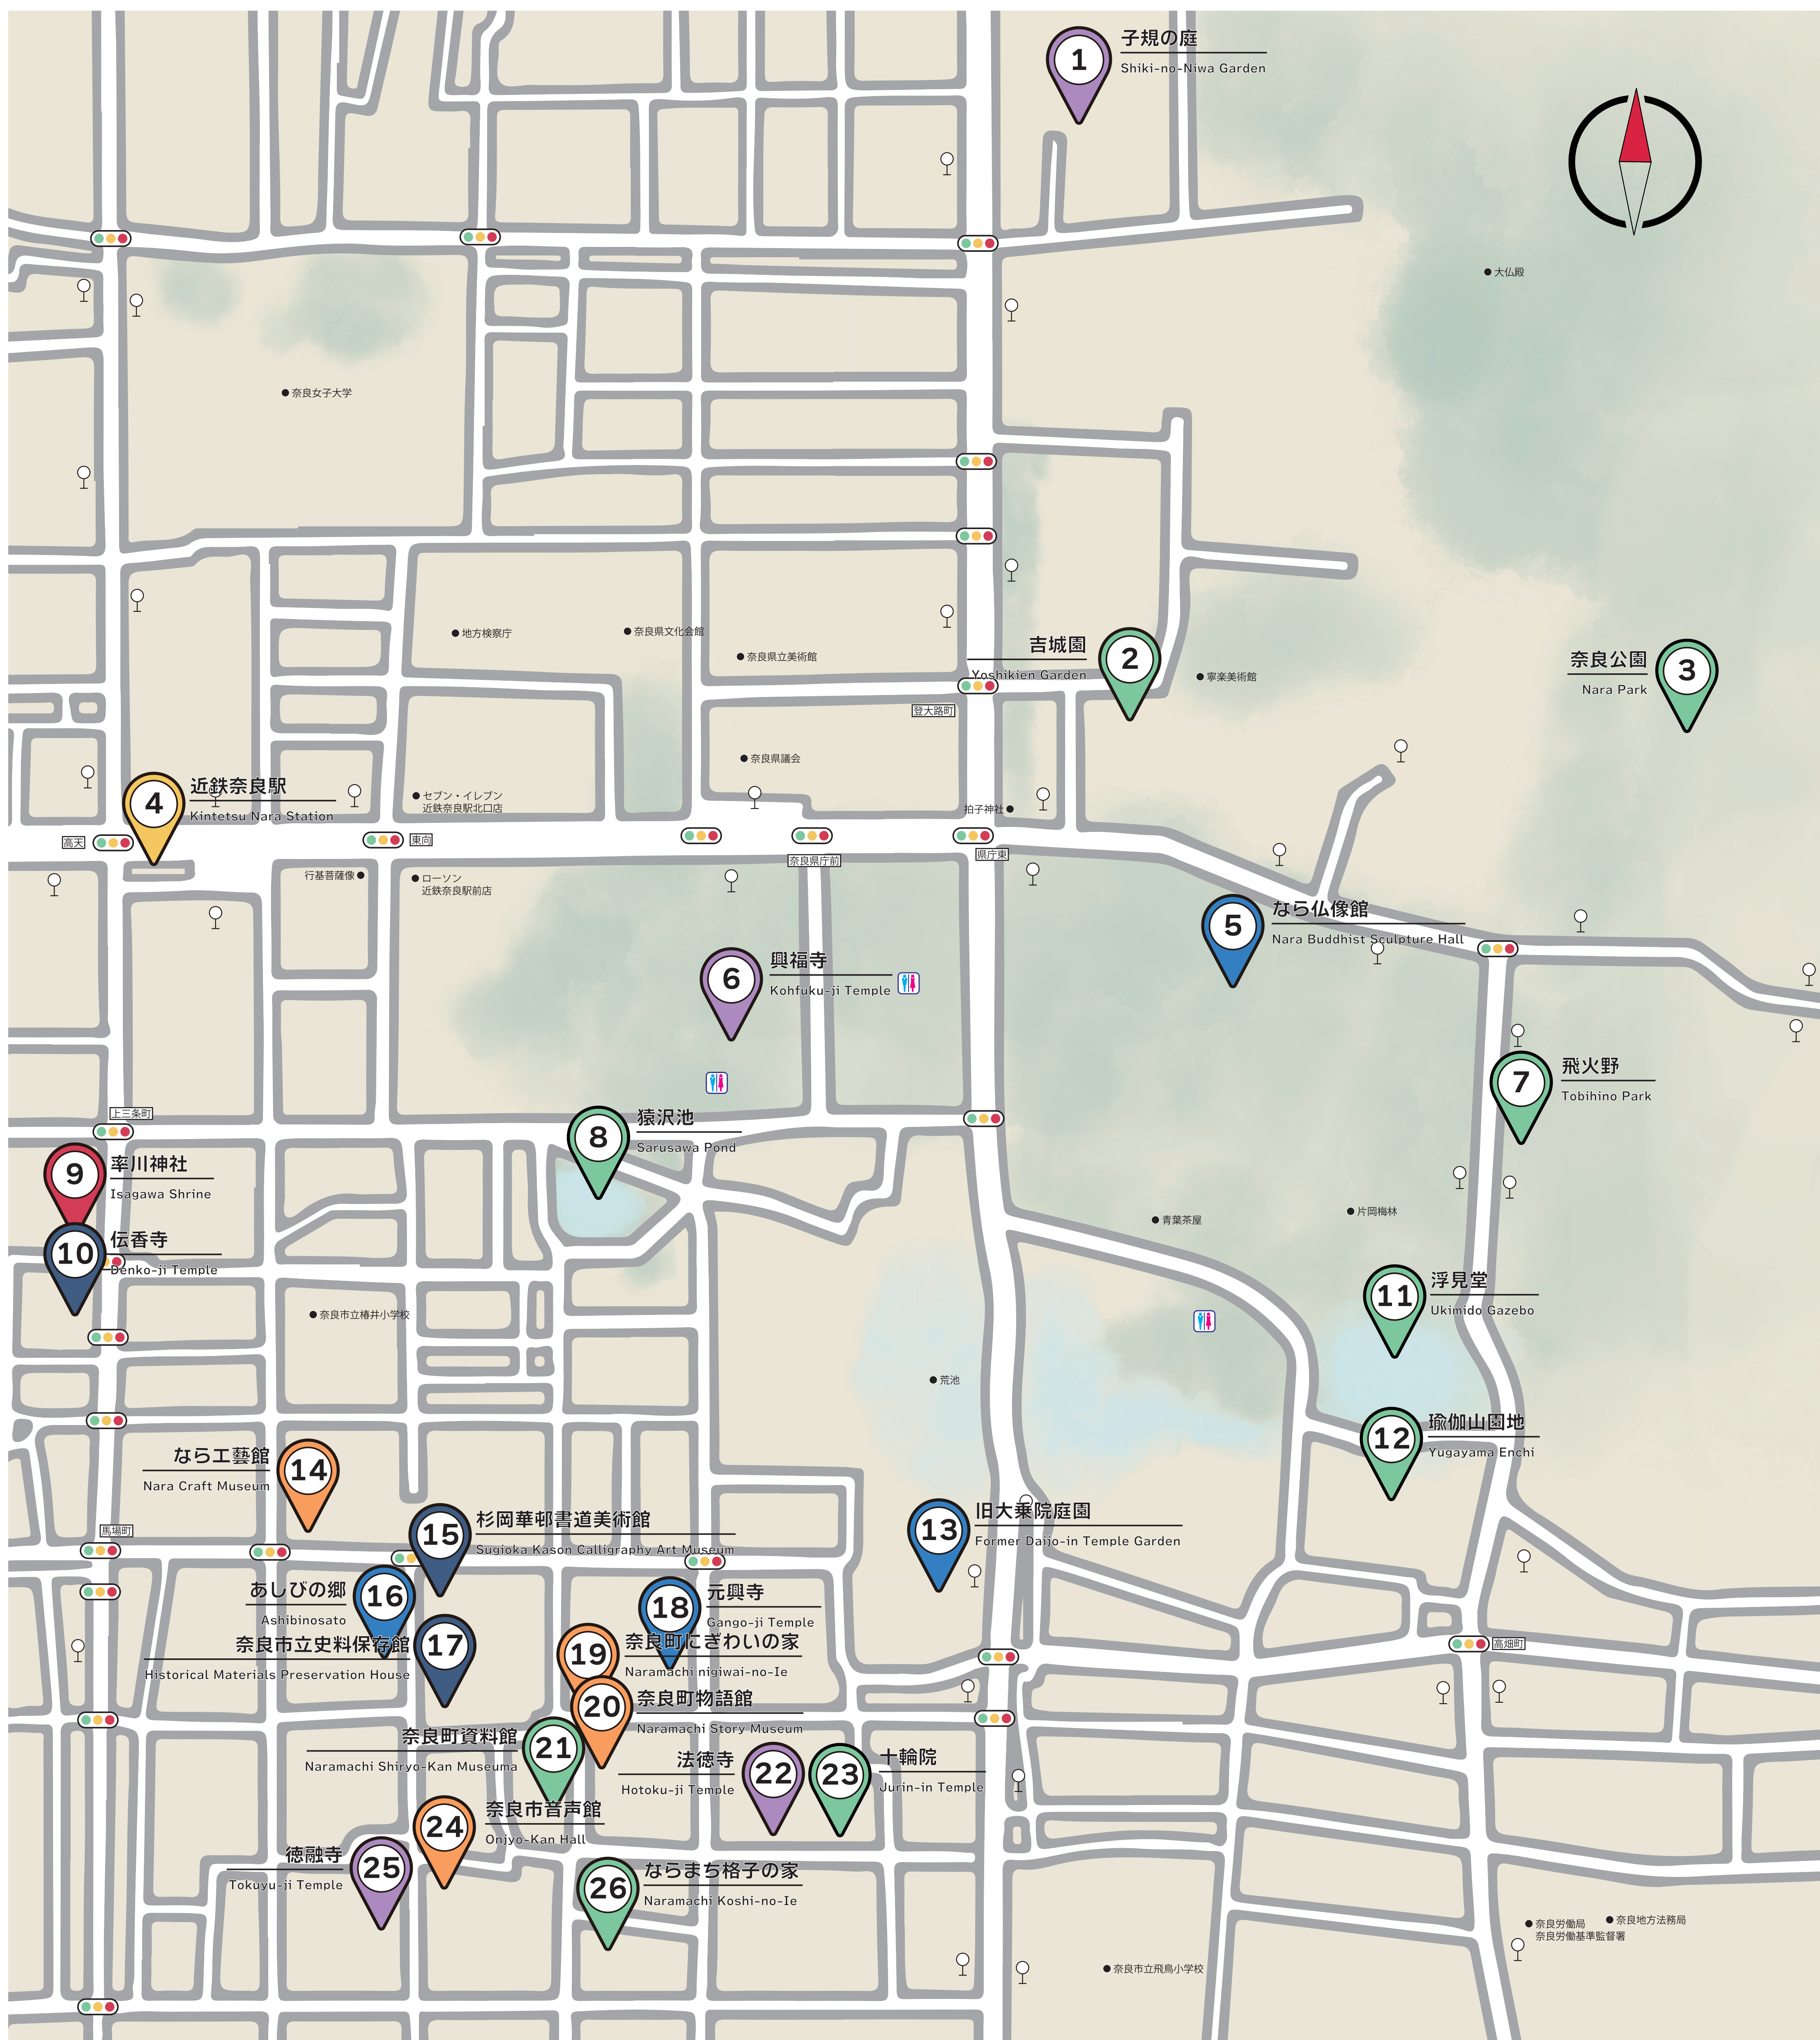 1
子規の庭
Shiki-no-Niwa Garden
大仏殿
奈良女子大学
地方検察庁
奈良県文化会館
奈良県立美術館
吉城園
Yoshikien Garden
2
寧楽美術館
奈良公園
Nara Park
3
登大路町
奈良県議会
4
近鉄奈良駅
Kintetsu Nara Station
セブン・イレブン
近鉄奈良駅北口店
拍子神社
高天
東向
奈良県庁前
県庁東
行基菩薩像
ローソン
近鉄奈良駅前店
5
なら仏像館
Nara Buddhist Sculpture Hall
6
興福寺
Kohfuku-ji Temple
7
飛火野
Tobihino Park
上三条町
8
猿沢池
Sarusawa Pond
9
率川神社
Isagawa Shrine
青葉茶屋
片岡梅林
10
伝香寺
Denko-ji Temple
11
浮見堂
Ukimido Gazebo
奈良市立椿井小学校
荒池
12
瑜伽山園地
Yugayama Enchi
なら工藝館
Nara Craft Museum
14
馬場町
15
杉岡華邨書道美術館
Sugioka Kason Calligraphy Art Museum
13
旧大乗院庭園
Former Daijo-in Temple Garden
あしびの郷
Ashibinosato
16
18
元興寺
Gango-ji Temple
奈良市立史料保存館
Historical Materials Preservation House
17
19
奈良町にぎわいの家
Naramachi nigiwai-no-Ie
高畑町
20
奈良町物語館
Naramachi Story Museum
奈良町資料館
Naramachi Shiryo-Kan Museuma
21
法徳寺
Hotoku-ji Temple
22
23
十輪院
Jurin-in Temple
24
奈良市音声館
Onjyo-Kan Hall
徳融寺
Tokuyu-ji Temple
25
26
ならまち格子の家
Naramachi Koshi-no-Ie
奈良労働局
奈良労働基準監督署
奈良地方法務局
奈良市立飛鳥小学校